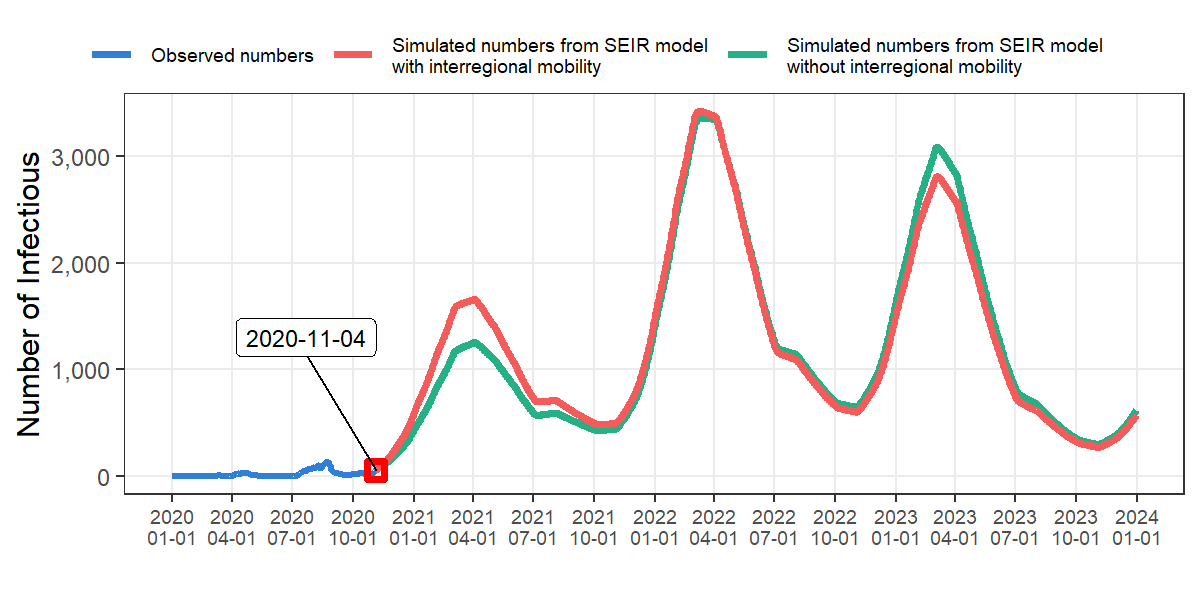 Observed numbers
Simulated numbers from SEIR model
with interregional mobility
Simulated numbers from SEIR model
without interregional mobility
Number of Infectious
3,000
2,000
1,000
0
2020-11-04
2020 2020 2020 2020 2021 2021 2021 2021 2022 2022 2022 2022 2023 2023 2023 2023 2024
01-01 04-01 07-01 10-01 01-01 04-01 07-01 10-01 01-01 04-01 07-01 10-01 01-01 04-01 07-01 10-01 01-01